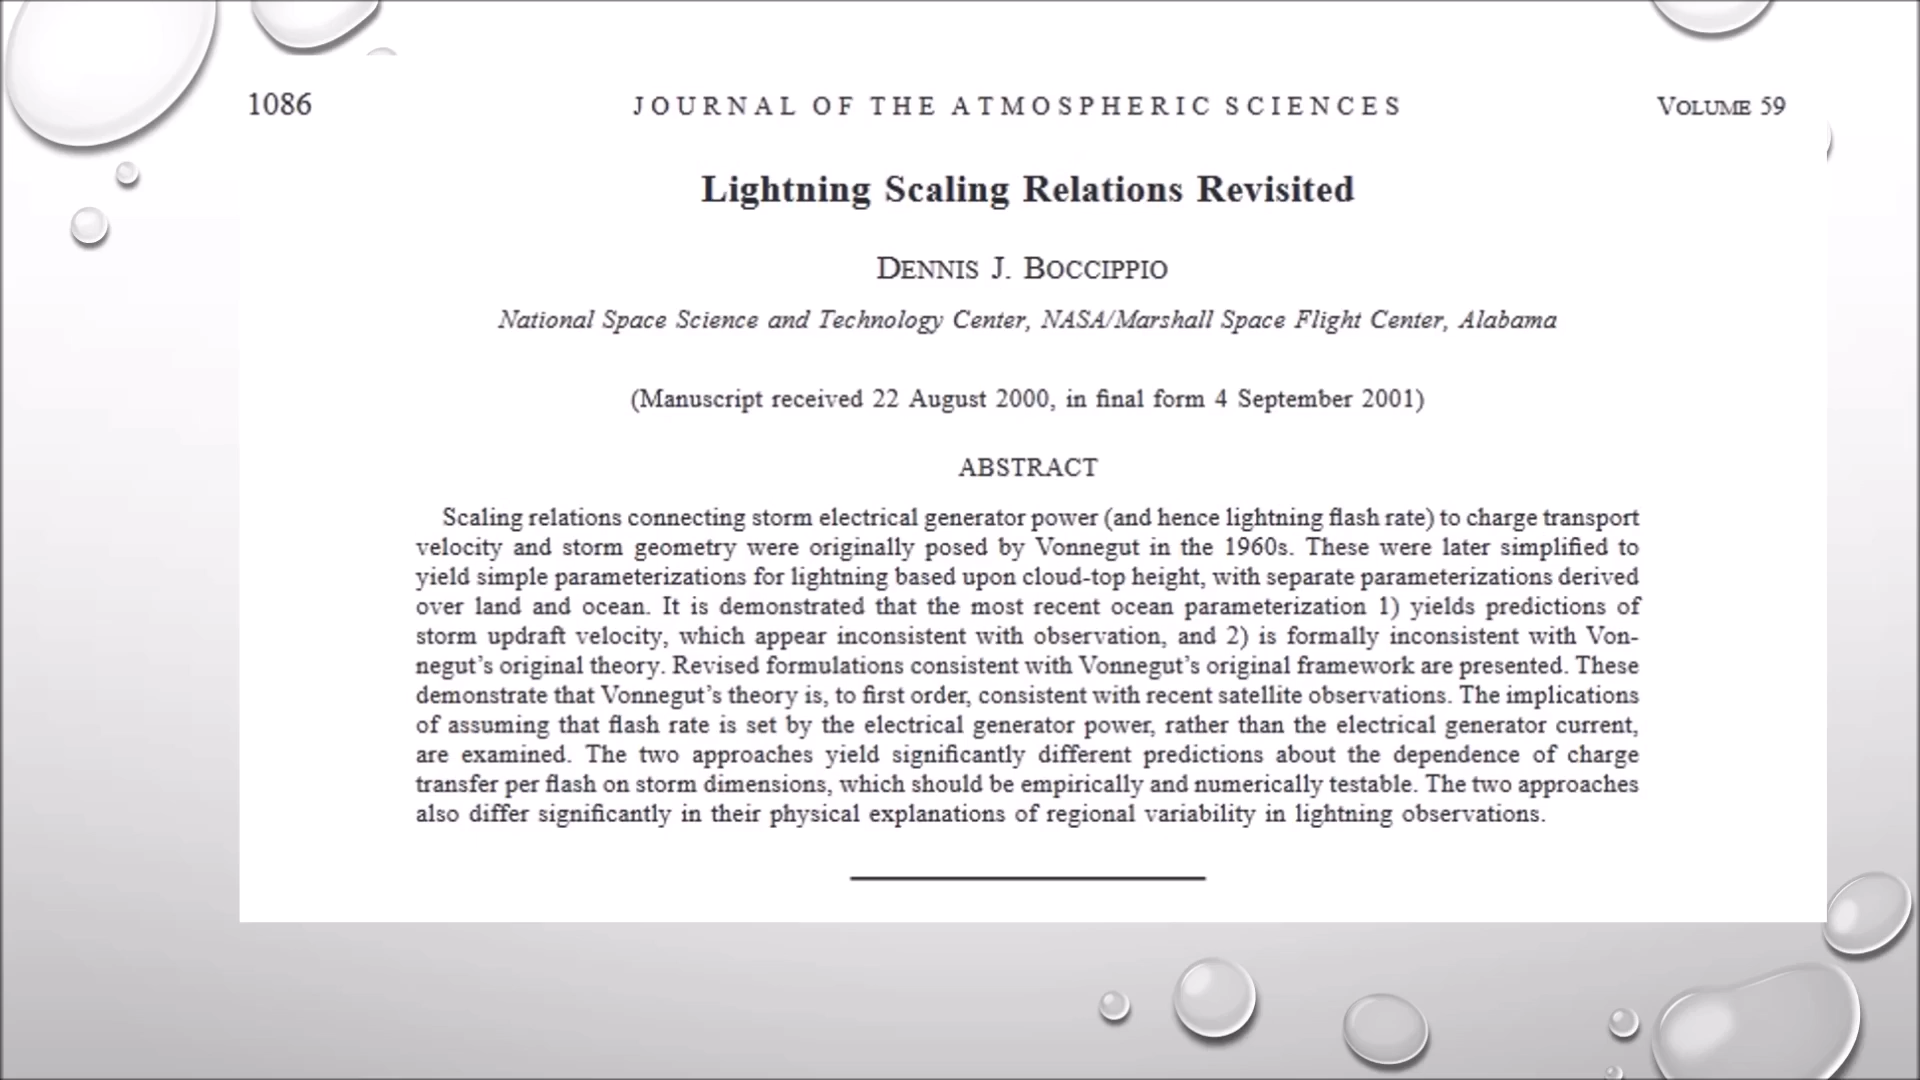 1086 JOURNAL OF THE ATMOSPHERIC SCIENCES VOLUME 59
Lightning Scaling Relations Revisited
DENNIS J. BOCCIPPIO
National Space Science and Technology Center, NASA/Marshall Space Flight Center, Alabama
(Manuscript received 22 August 2000, in final form 4 September 2001)
ABSTRACT
Scaling relations connecting storm electrical generator power (and hence lightning flash rate) to charge transport
velocity and storm geometry were originally posed by Vonnegut in the 1960s. These were later simplified to
yield simple parameterizations for lightning based upon cloud-top height, with separate parameterizations derived
over land and ocean. It is demonstrated that the most recent ocean parameterization 1) yields predictions of
storm updraft velocity, which appear inconsistent with observation, and 2) is formally inconsistent with Von-
negut's original theory. Revised formulations consistent with Vonnegut's original framework are presented. These
demonstrate that Vonnegut's theory is, to first order, consistent with recent satellite observations. The implications
of assuming that flash rate is set by the electrical generator power, rather than the electrical generator current,
are examined. The two approaches yield significantly different predictions about the dependence of charge
transfer per flash on storm dimensions, which should be empirically and numerically testable. The two approaches
also differ significantly in their physical explanations of regional variability in lightning observations.